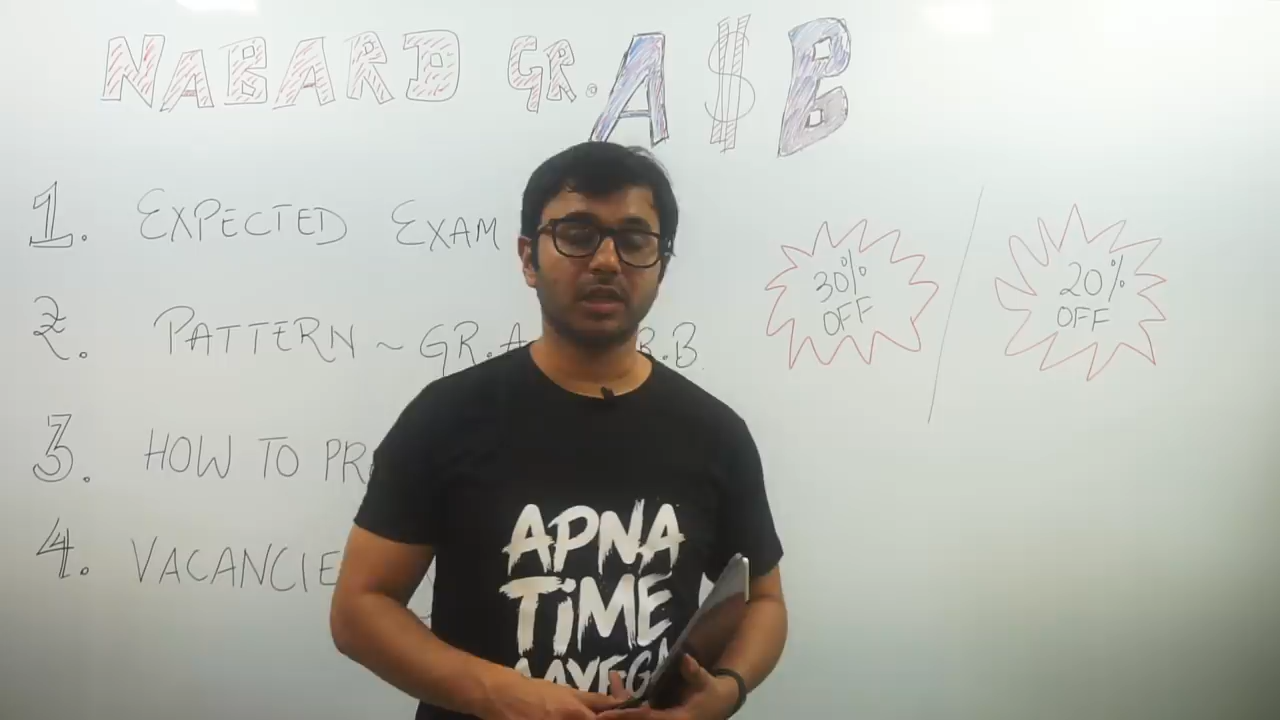 NABARD GR. A $ B
1. EXPECTED EXAM
2. PATTERN ~ GR.A R.B
3. HOW TO PR
4. VACANCIE
30% OFF
20% OFF
APNA
TiME
AAYEGA